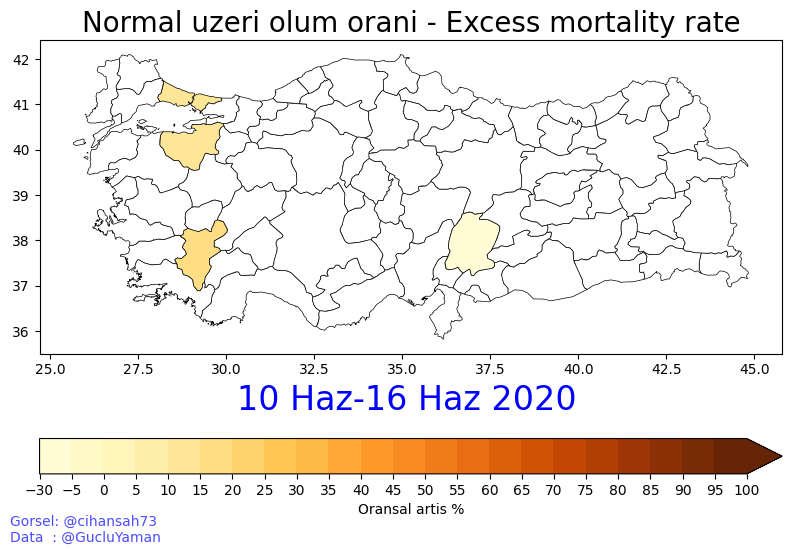 Normal uzeri olum orani - Excess mortality rate
42
41
40
39
38
37
36
25.0 27.5 30.0 32.5 35.0 37.5 40.0 42.5 45.0
10 Haz-16 Haz 2020
−30 −5 0 5 10 15 20 25 30 35 40 45 50 55 60 65 70 75 80 85 90 95 100
Oransal artis %
Gorsel: @cihansah73
Data : @GucluYaman